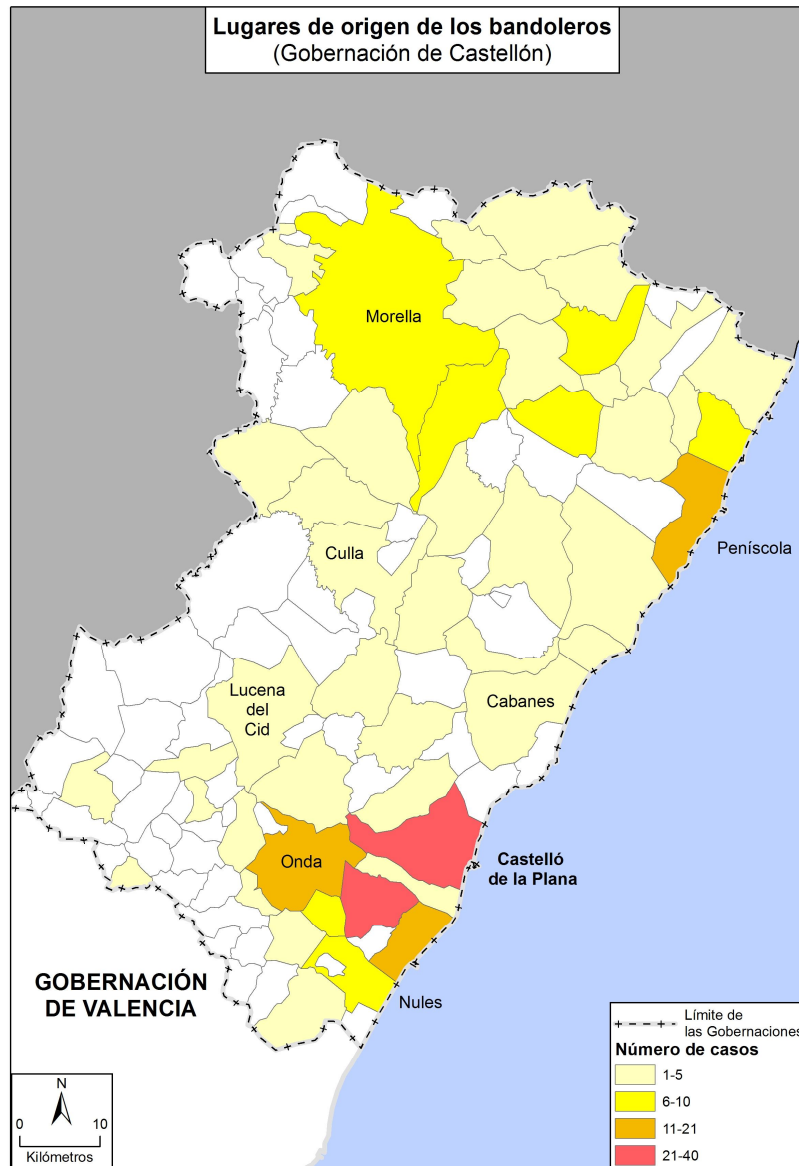 Lugares de origen de los bandoleros
(Gobernación de Castellón)
Morella
Peníscola
Culla
Lucena
del
Cid
Cabanes
Onda
Castelló
de la Plana
GOBERNACIÓN
DE VALENCIA
Nules
Límite de
las Gobernaciones
Número de casos
1-5
6-10
11-21
21-40
N
0 10
Kilómetros